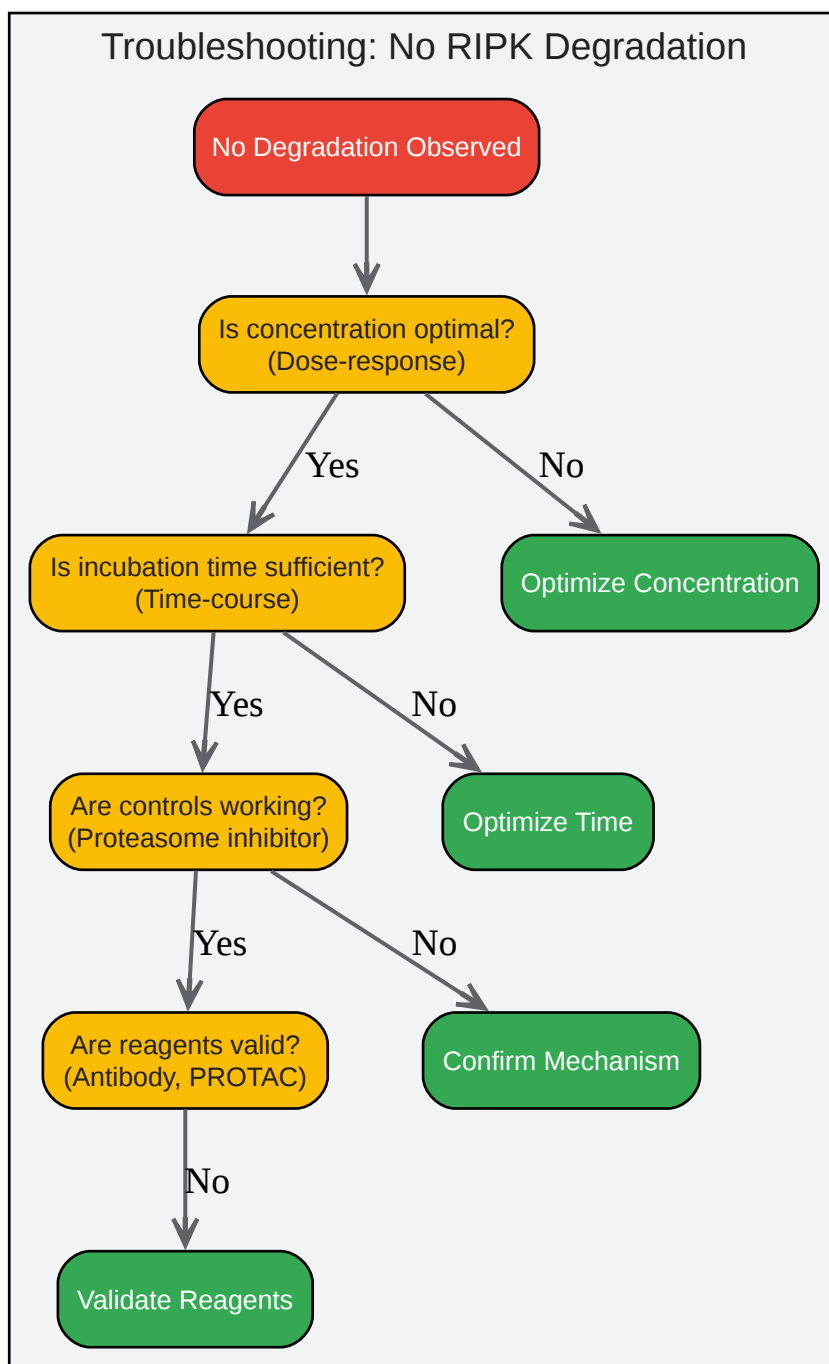 Troubleshooting: No RIPK Degradation
No Degradation Observed
Is concentration optimal?
(Dose-response)
Yes
No
Is incubation time sufficient?
(Time-course)
Optimize Concentration
Yes
No
Are controls working?
(Proteasome inhibitor)
Optimize Time
Yes
No
Are reagents valid?
(Antibody, PROTAC)
Confirm Mechanism
No
Validate Reagents